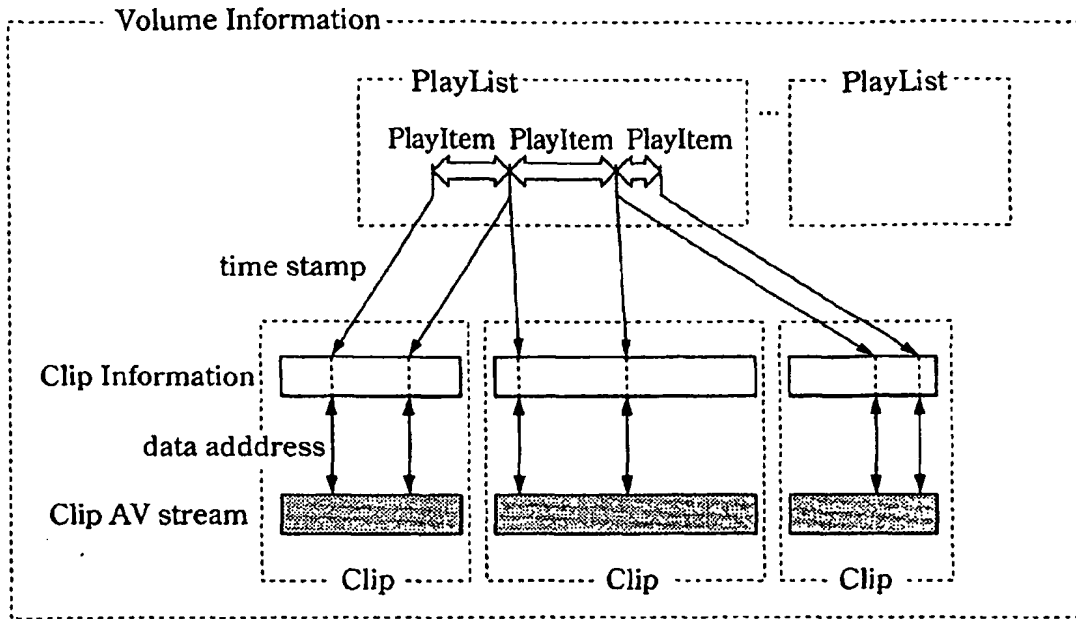 Volume Information
PlayList
... PlayList
PlayItem PlayItem PlayItem
time stamp
Clip Information
data adddress
Clip AV stream
Clip
Clip
Clip